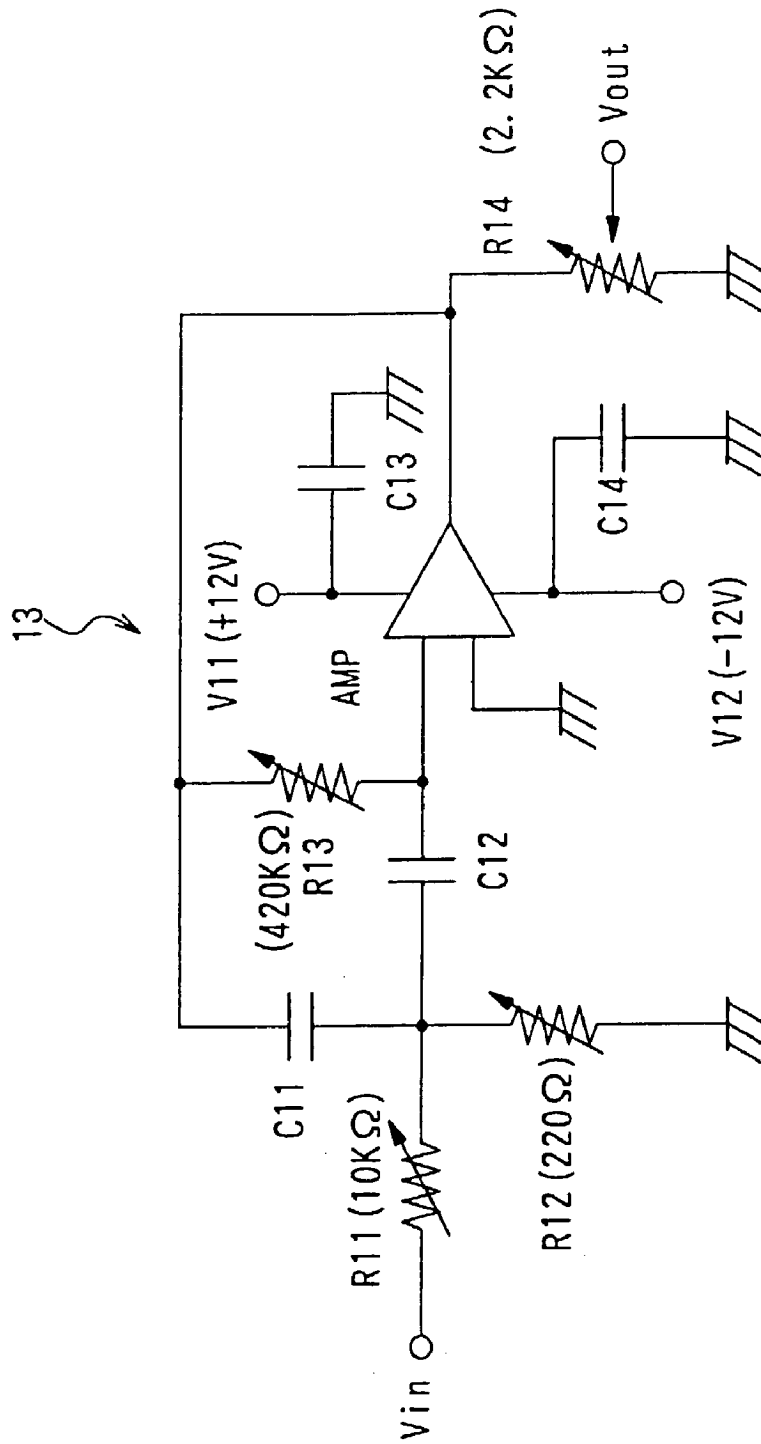 13
V11 (+12V)
C13
R14 (2. 2KΩ)
Vout
AMP
(420KΩ)
R13
C11
C12
C14
V12 (-12V)
R11 (10KΩ)
R12 (220Ω)
Vin